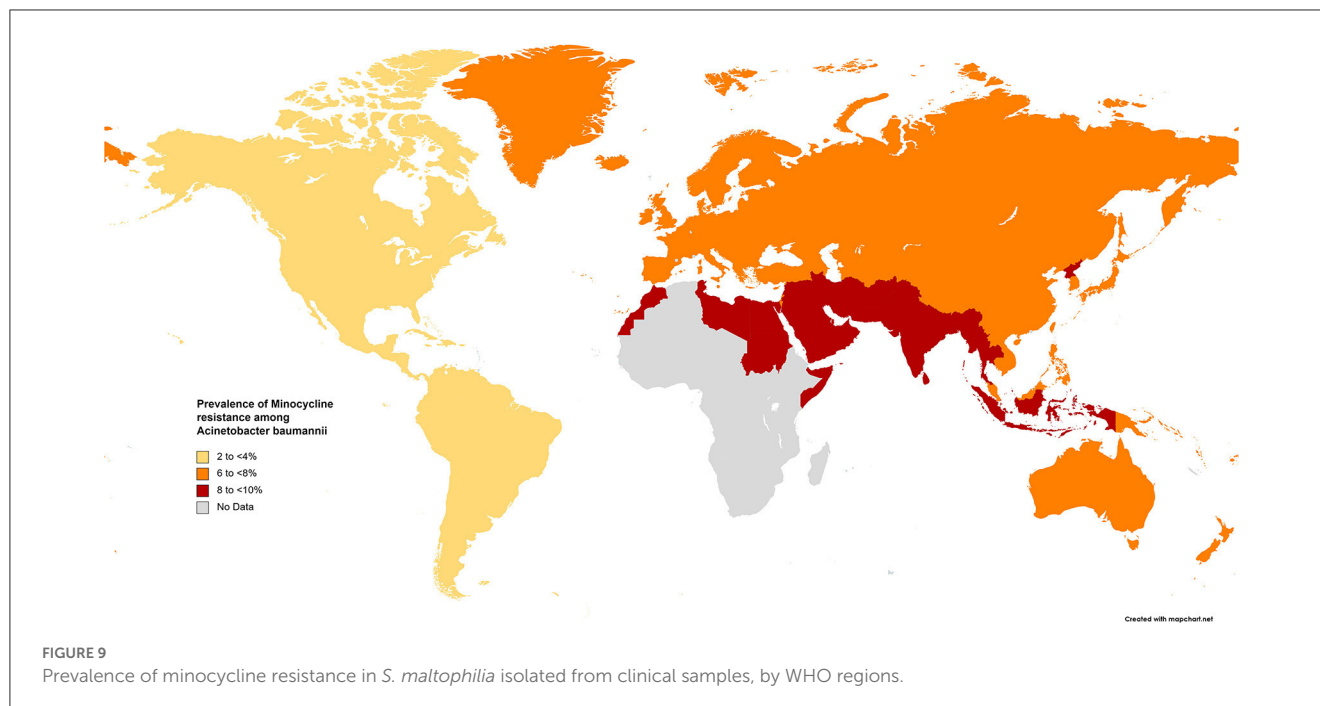 Prevalence of Minocycline
resistance among
Acinetobacter baumannii
2 to <4%
6 to <8%
8 to <10%
No Data
Created with mapchart.net
FIGURE 9
Prevalence of minocycline resistance in S. maltophilia isolated from clinical samples, by WHO regions.